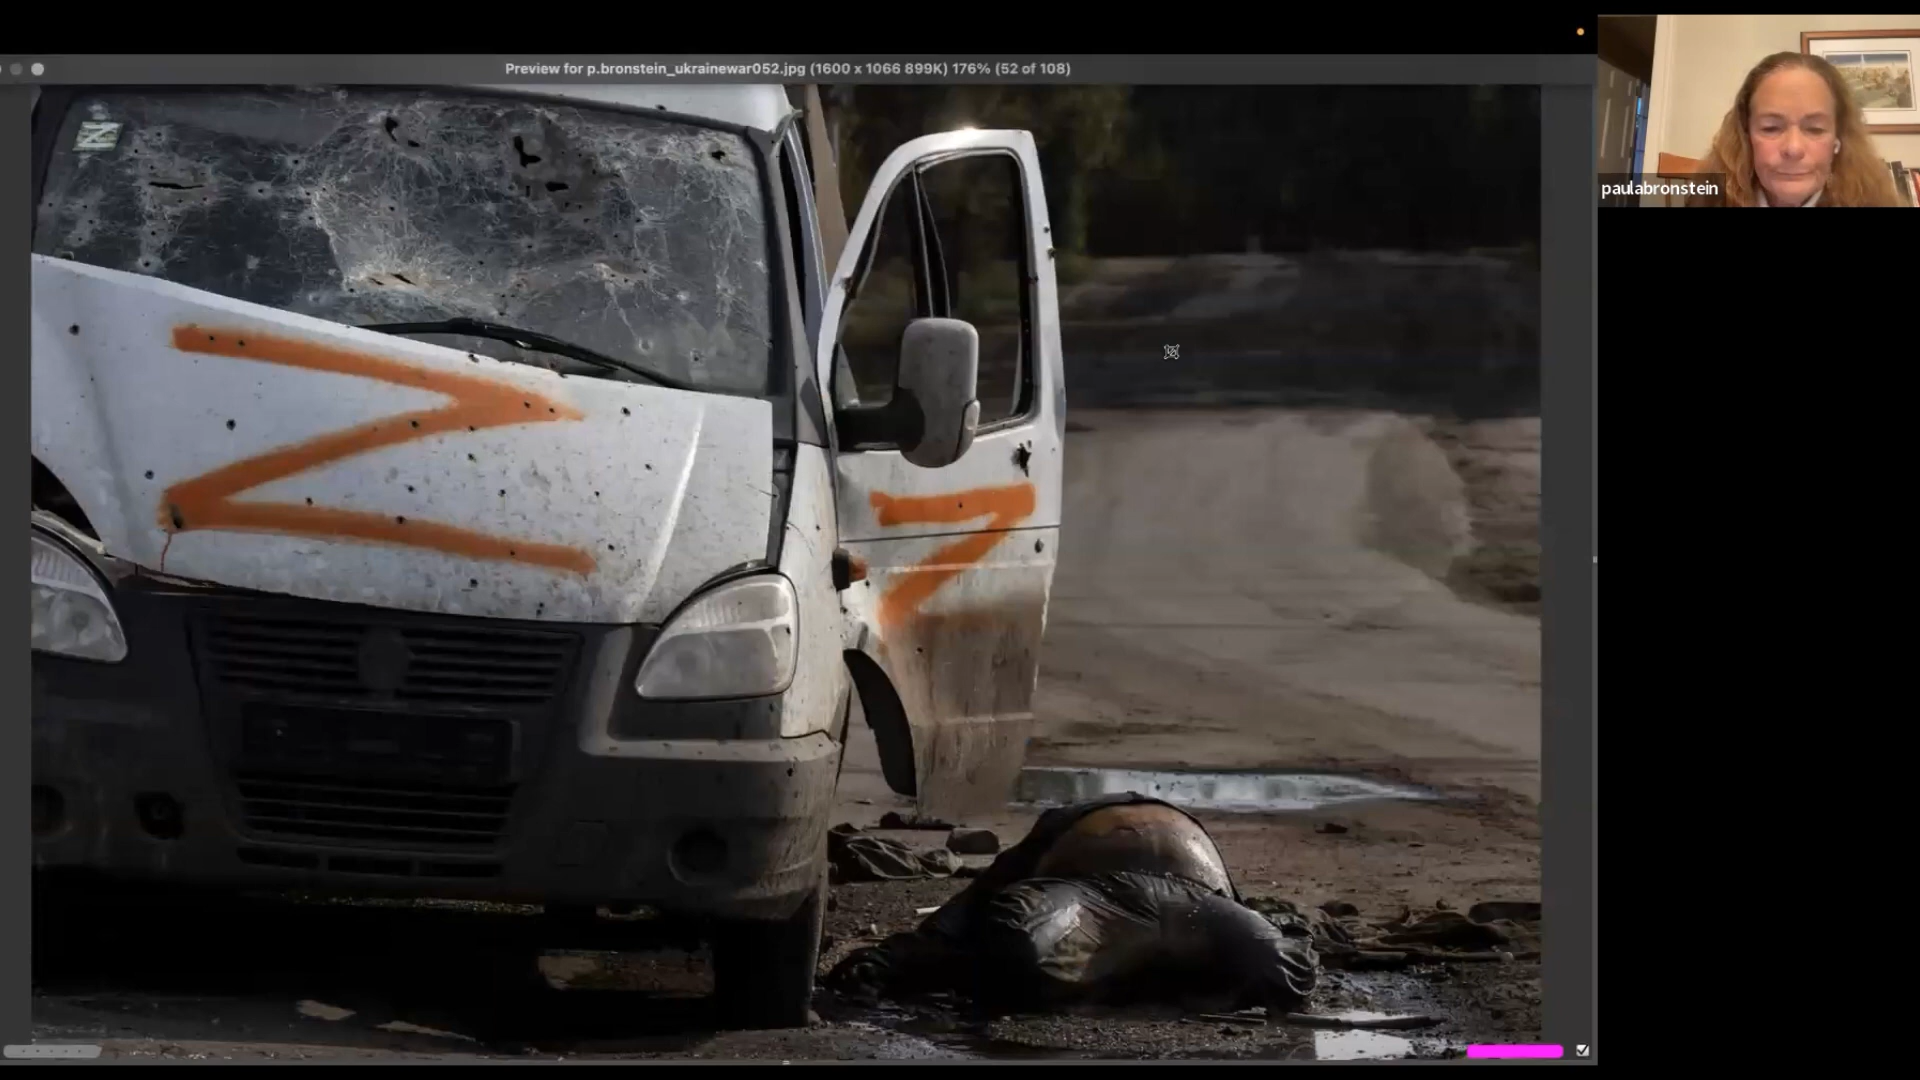 Preview for p.bronstein_ukrainewar052.jpg (1600 x 1066 899K) 176% (52 of 108)
paulabronstein
Z
Z
Z